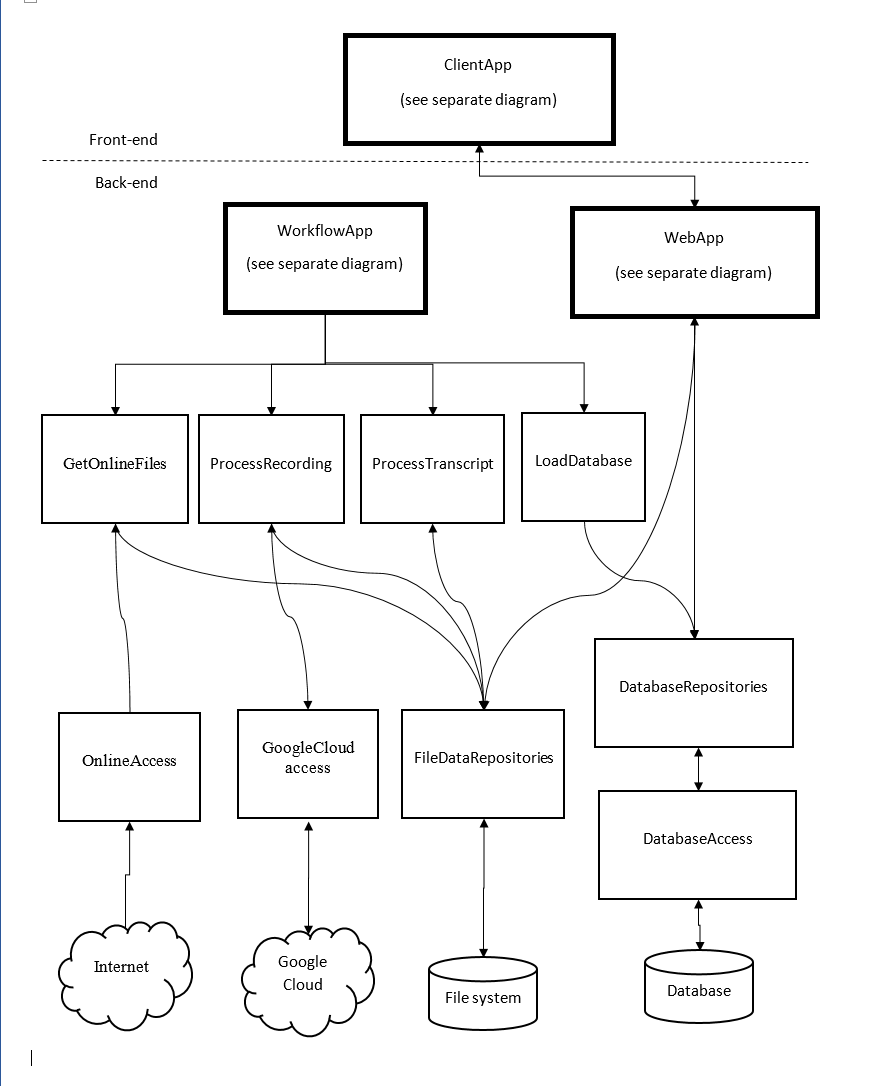 ClientApp
(see separate diagram)
Front-end
Back-end
WorkflowApp
(see separate diagram)
WebApp
(see separate diagram)
GetOnlineFiles
ProcessRecording
ProcessTranscript
LoadDatabase
DatabaseRepositories
OnlineAccess
GoogleCloud
access
FileDataRepositories
DatabaseAccess
Internet
Google
Cloud
File system
Database